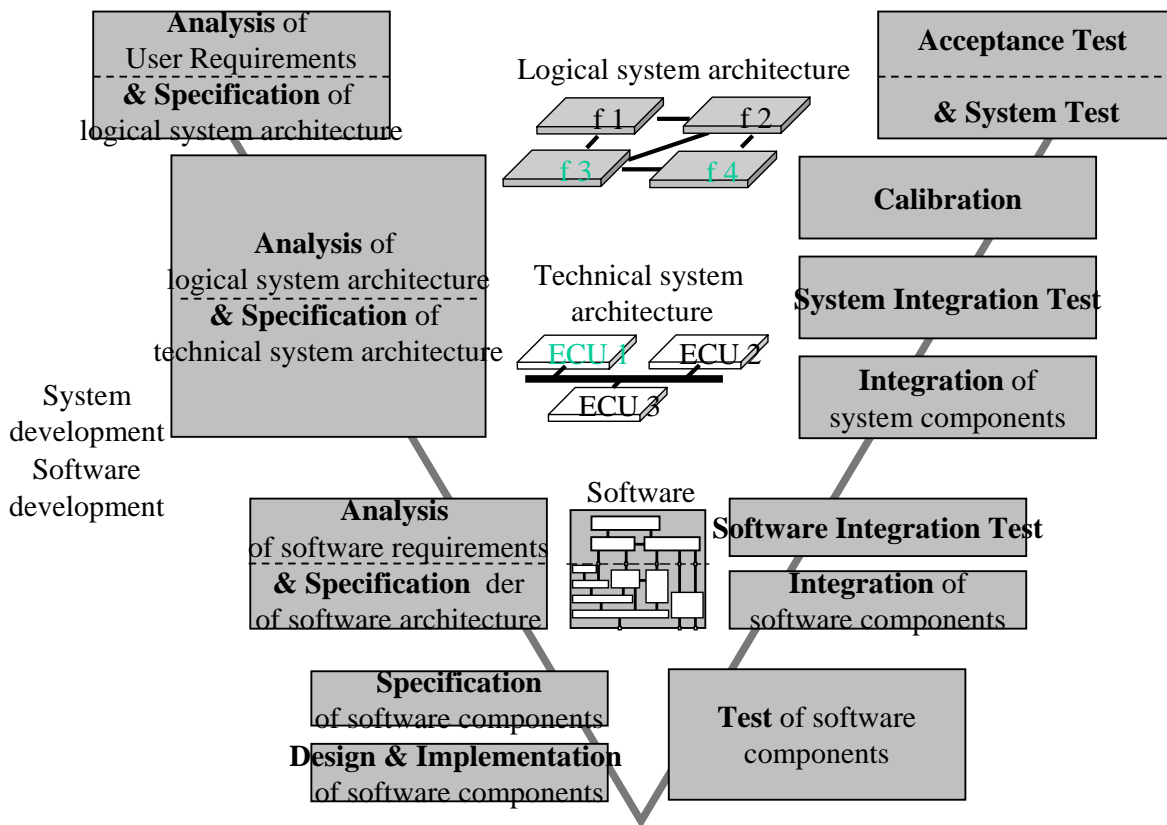 Analysis of
User Requirements
& Specification of
logical system architecture
Logical system architecture
f 1
f 2
f 3
f 4
Acceptance Test
& System Test
Analysis of
logical system architecture
& Specification of
technical system architecture
Technical system
architecture
ECU 1
ECU 2
ECU 3
Calibration
System Integration Test
Integration of
system components
System
development
Software
development
Analysis
of software requirements
& Specification der
of software architecture
Software
Software Integration Test
Integration of
software components
Specification
of software components
Design & Implementation
of software components
Test of software
components